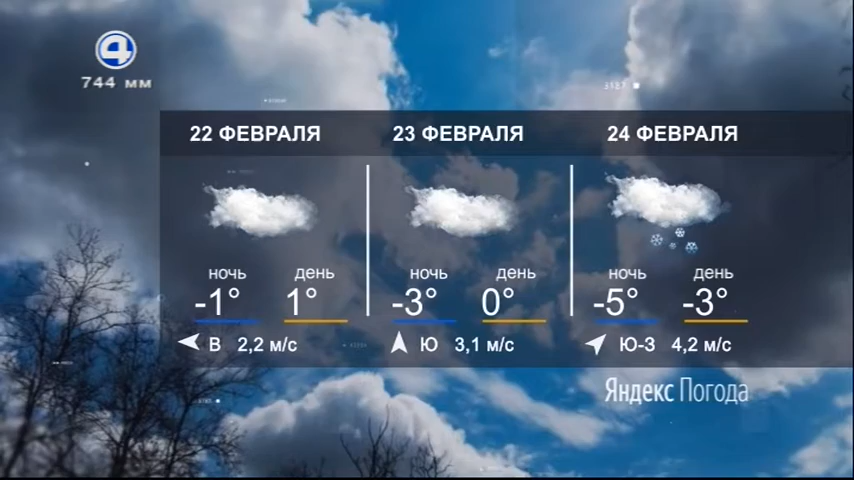 4
744 мм
3187
22 ФЕВРАЛЯ 23 ФЕВРАЛЯ 24 ФЕВРАЛЯ
ночь день ночь день ночь день
-1° 1° -3° 0° -5° -3°
В 2,2 м/с Ю 3,1 м/с Ю-З 4,2 м/с
Яндекс Погода